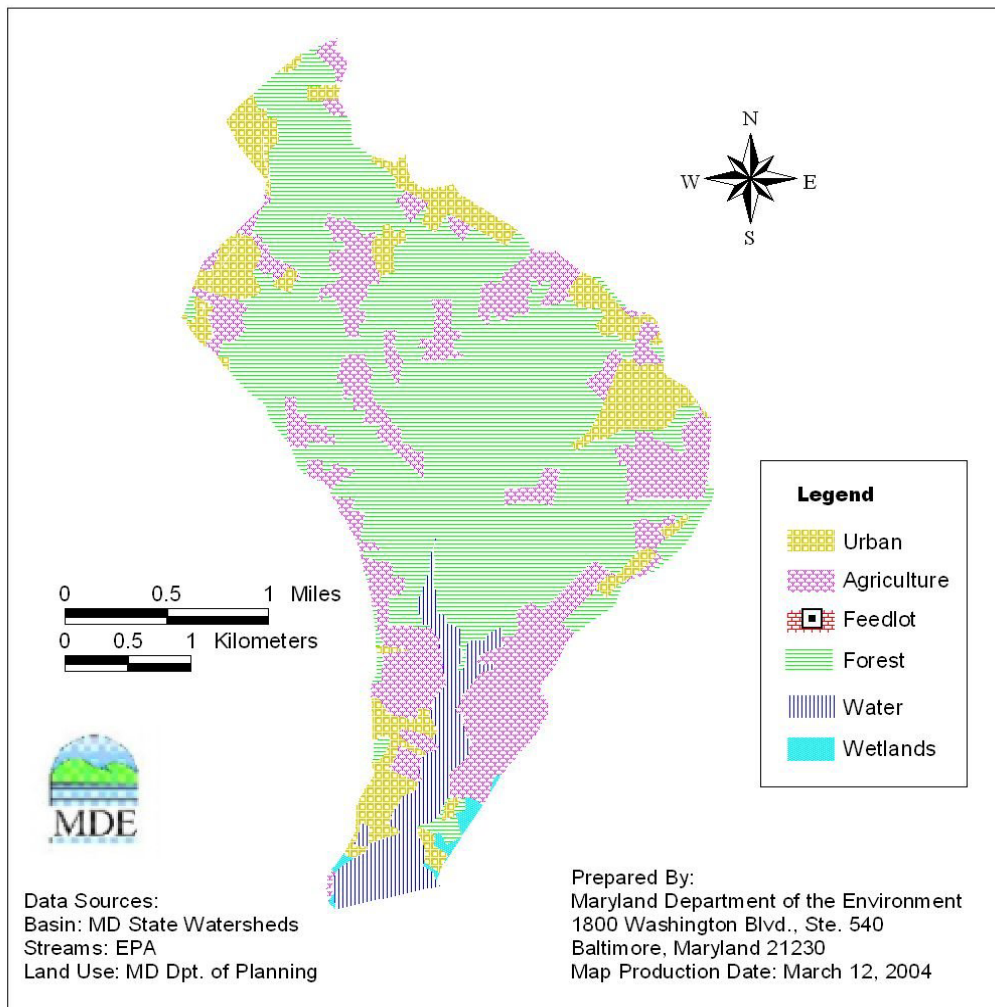 N
W E
S
Legend
Urban
Agriculture
Feedlot
Forest
Water
Wetlands
0 0.5 1 Miles
0 0.5 1 Kilometers
MDE
Data Sources:
Basin: MD State Watersheds
Streams: EPA
Land Use: MD Dpt. of Planning
Prepared By:
Maryland Department of the Environment
1800 Washington Blvd., Ste. 540
Baltimore, Maryland 21230
Map Production Date: March 12, 2004